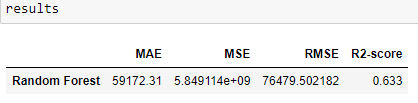 results
MAE MSE RMSE R2-score
Random Forest 59172.31 5.849114e+09 76479.502182 0.633